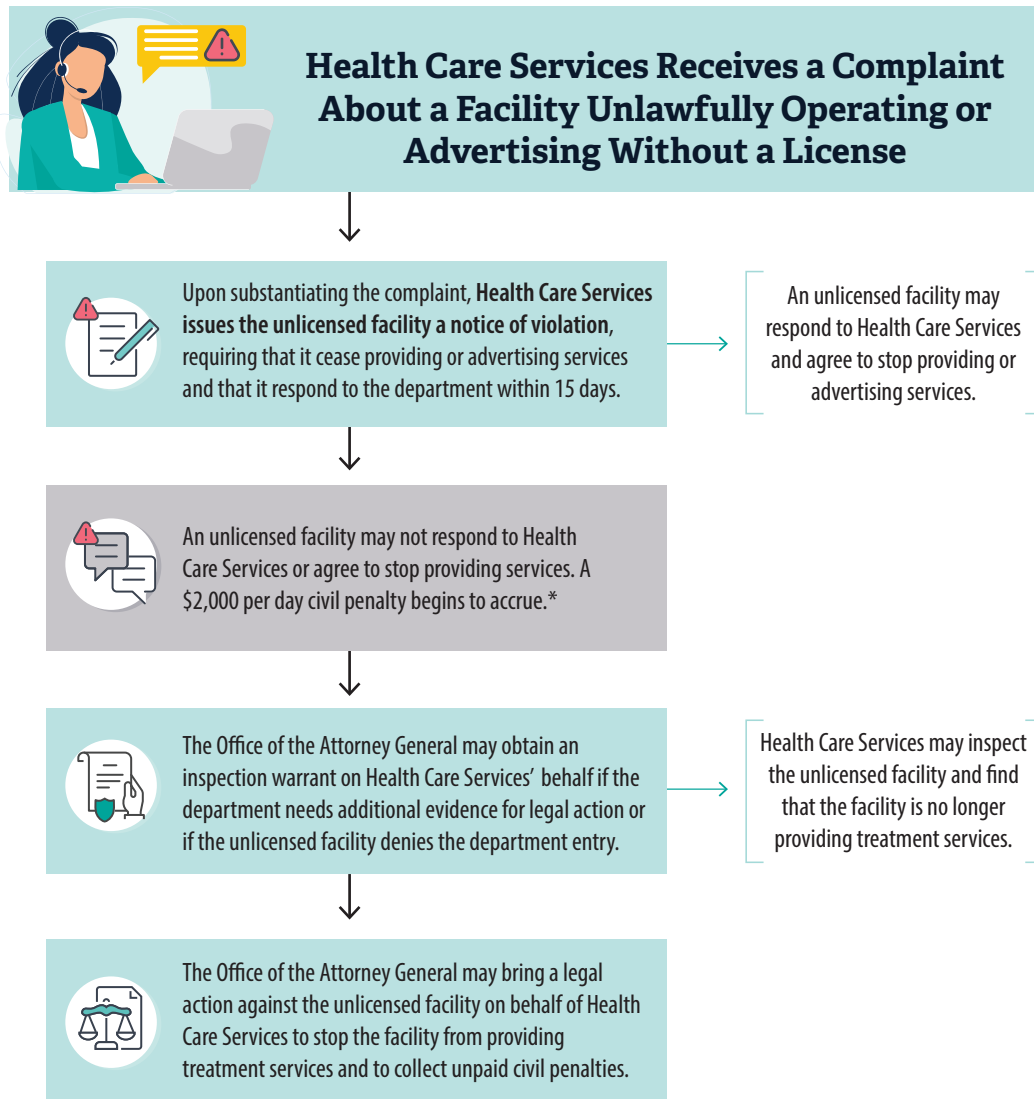 Health Care Services Receives a Complaint
About a Facility Unlawfully Operating or
Advertising Without a License
Upon substantiating the complaint, Health Care Services
issues the unlicensed facility a notice of violation,
requiring that it cease providing or advertising services
and that it respond to the department within 15 days.
An unlicensed facility may
respond to Health Care Services
and agree to stop providing or
advertising services.
An unlicensed facility may not respond to Health
Care Services or agree to stop providing services. A
$2,000 per day civil penalty begins to accrue.*
The Office of the Attorney General may obtain an
inspection warrant on Health Care Services’ behalf if the
department needs additional evidence for legal action or
if the unlicensed facility denies the department entry.
Health Care Services may inspect
the unlicensed facility and find
that the facility is no longer
providing treatment services.
The Office of the Attorney General may bring a legal
action against the unlicensed facility on behalf of Health
Care Services to stop the facility from providing
treatment services and to collect unpaid civil penalties.